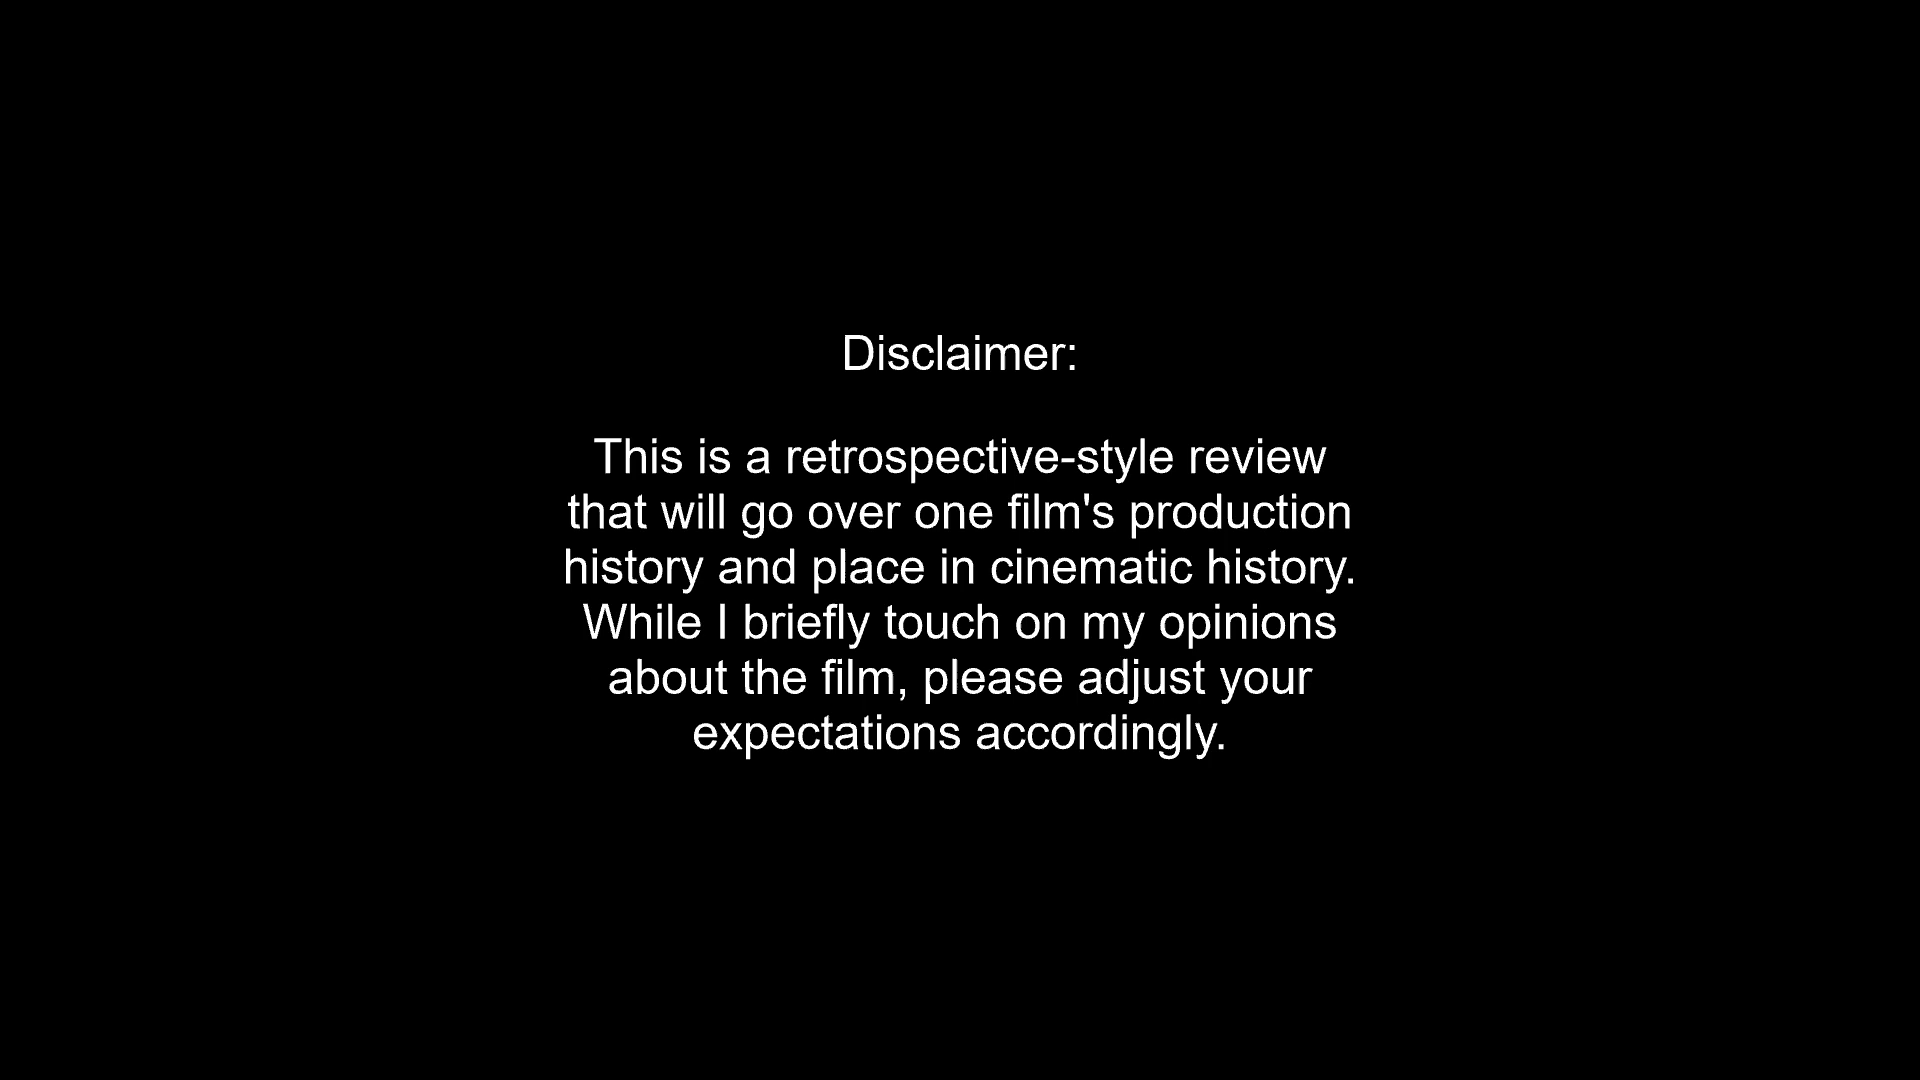 Disclaimer:
This is a retrospective-style review
that will go over one film's production
history and place in cinematic history.
While I briefly touch on my opinions
about the film, please adjust your
expectations accordingly.